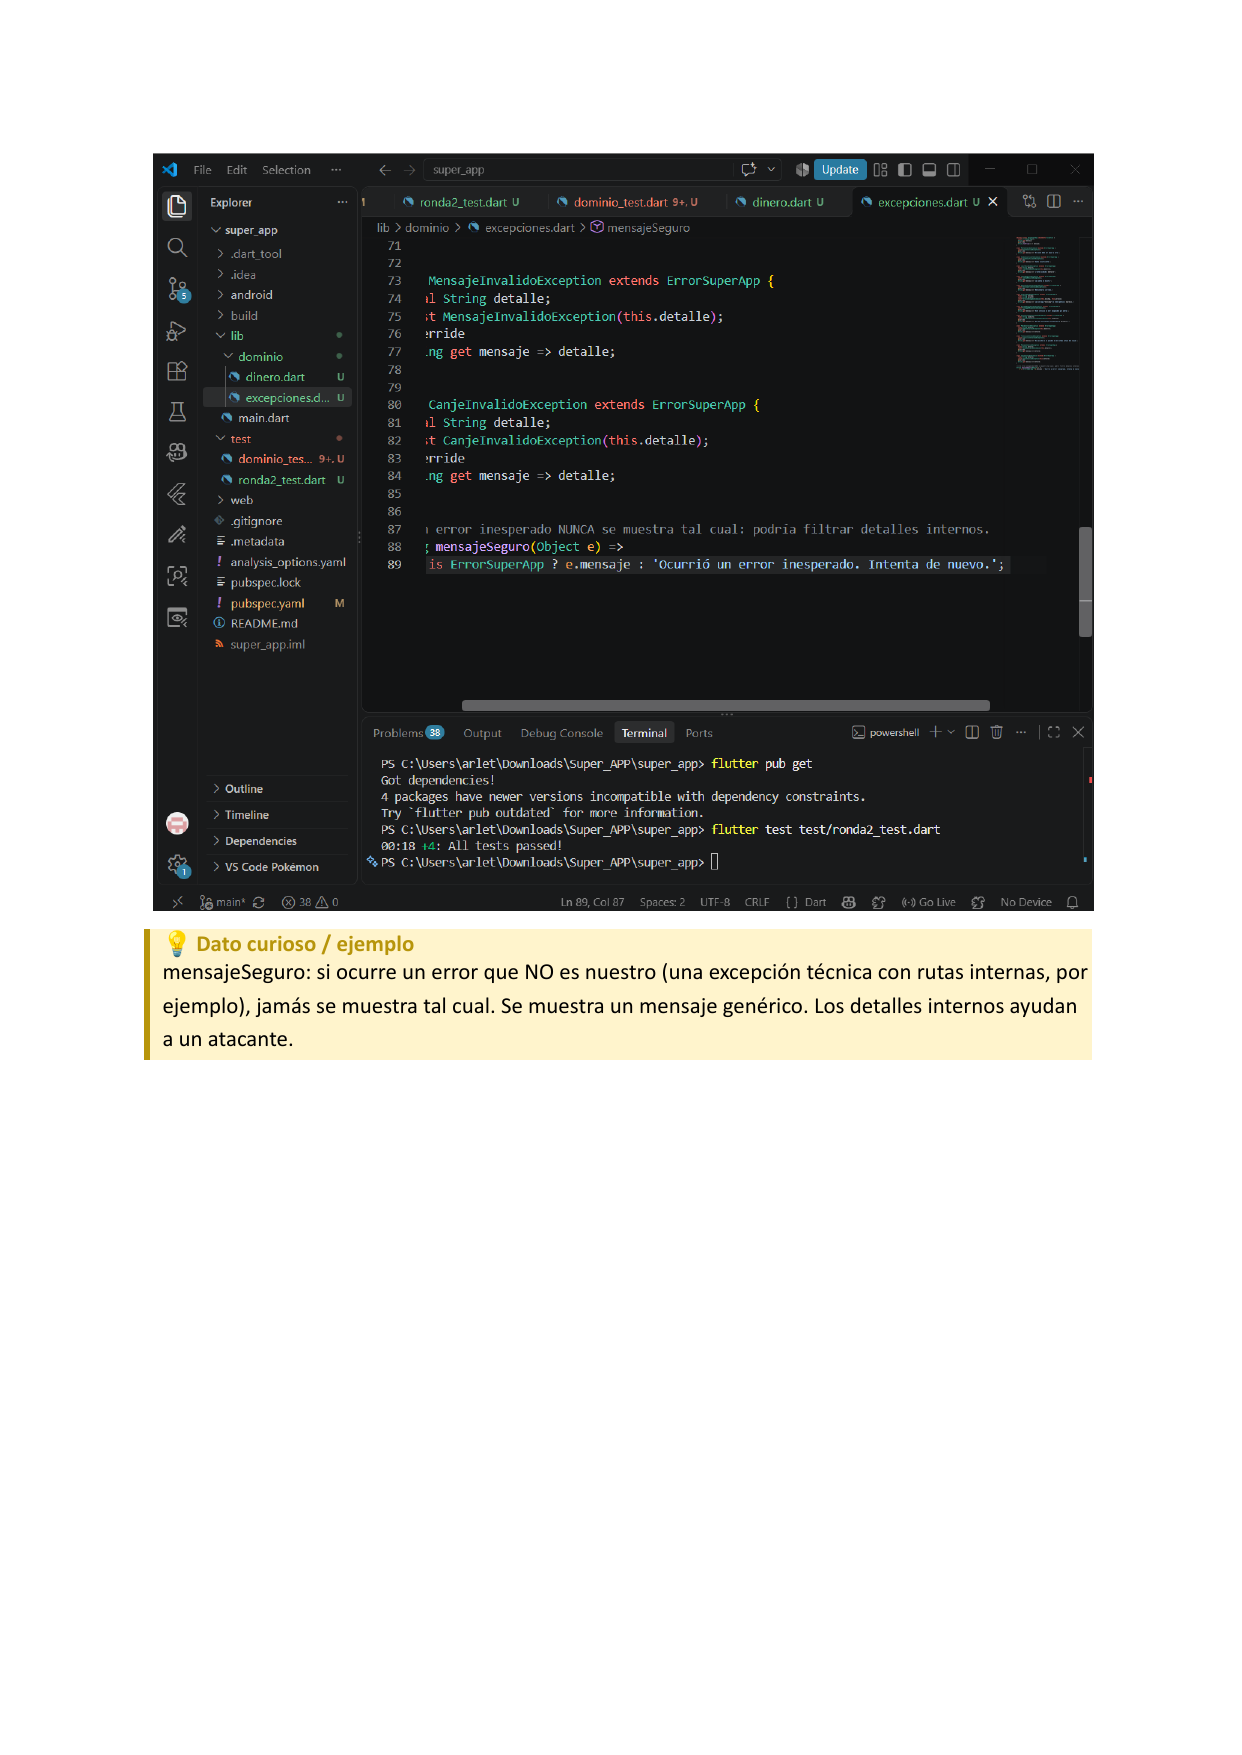 File Edit Selection ··· super_app Update
Explorer ···
super_app
.dart_tool
.idea
android
build
lib
dominio
dinero.dart U
excepciones.d... U
main.dart
test
dominio_tes... 9+, U
ronda2_test.dart U
web
.gitignore
.metadata
! analysis_options.yaml
pubspec.lock
! pubspec.yaml M
README.md
super_app.iml
Outline
Timeline
Dependencies
VS Code Pokémon
5
1
ronda2_test.dart U dominio_test.dart 9+, U dinero.dart U excepciones.dart U
lib > dominio > excepciones.dart > mensajeSeguro
71
72
73 MensajeInvalidoException extends ErrorSuperApp {
74 al String detalle;
75 st MensajeInvalidoException(this.detalle);
76 erride
77 ing get mensaje => detalle;
78
79
80 CanjeInvalidoException extends ErrorSuperApp {
81 al String detalle;
82 st CanjeInvalidoException(this.detalle);
83 erride
84 ing get mensaje => detalle;
85
86
87 n error inesperado NUNCA se muestra tal cual: podría filtrar detalles internos.
88 g mensajeSeguro(Object e) =>
89 is ErrorSuperApp ? e.mensaje : 'Ocurrió un error inesperado. Intenta de nuevo.';
Problems 38 Output Debug Console Terminal Ports powershell
PS C:\Users\arlet\Downloads\Super_APP\super_app> flutter pub get
Got dependencies!
4 packages have newer versions incompatible with dependency constraints.
Try `flutter pub outdated` for more information.
PS C:\Users\arlet\Downloads\Super_APP\super_app> flutter test test/ronda2_test.dart
00:18 +4: All tests passed!
PS C:\Users\arlet\Downloads\Super_APP\super_app>
main* 38 0 Ln 89, Col 87 Spaces: 2 UTF-8 CRLF { } Dart Go Live No Device
💡 Dato curioso / ejemplo
mensajeSeguro: si ocurre un error que NO es nuestro (una excepción técnica con rutas internas, por
ejemplo), jamás se muestra tal cual. Se muestra un mensaje genérico. Los detalles internos ayudan
a un atacante.